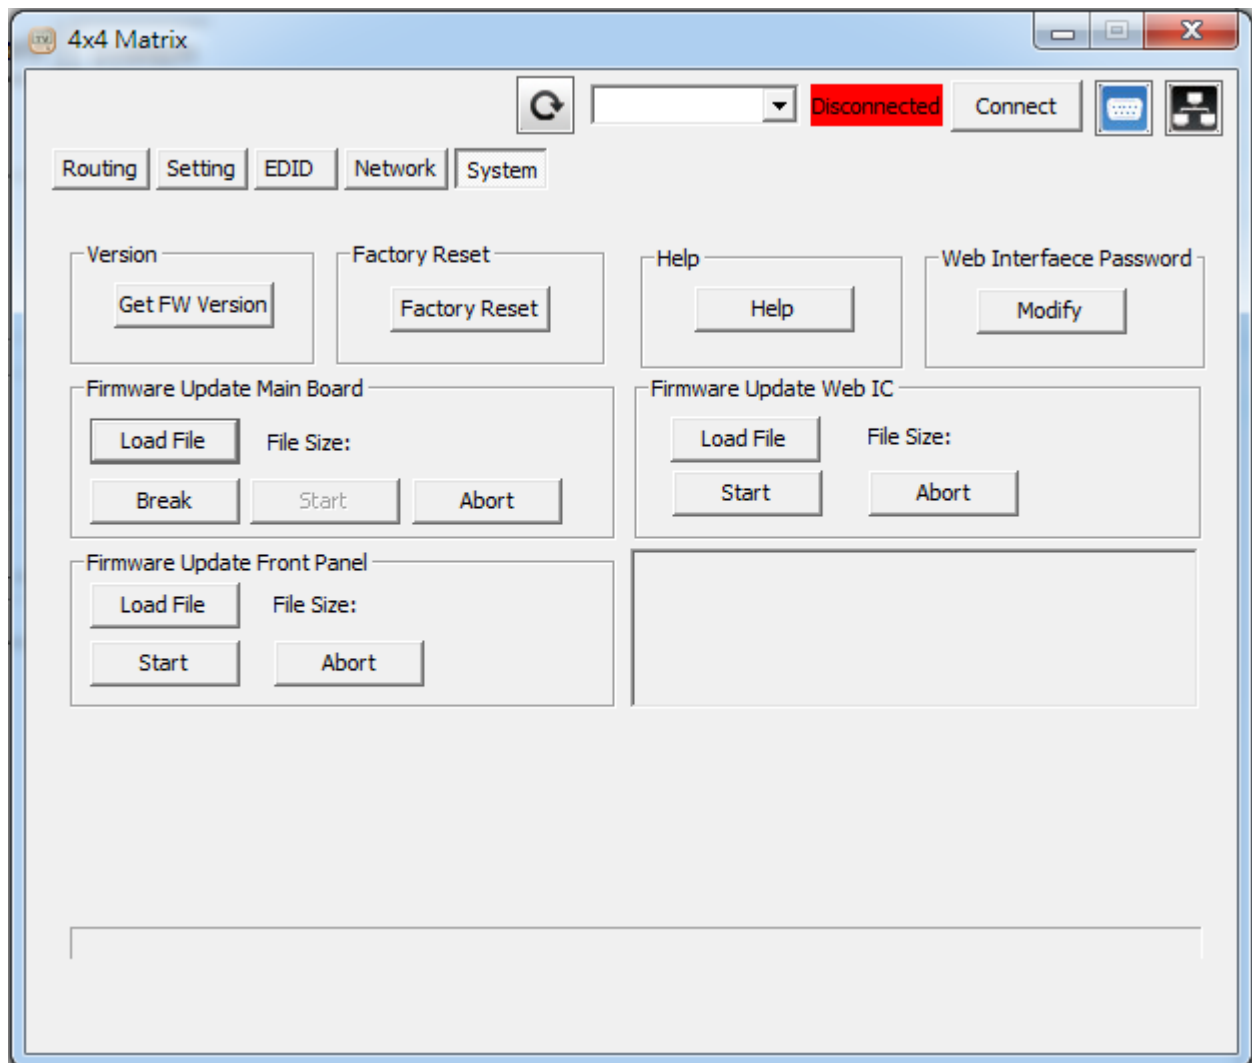 4x4 Matrix
Disconnected Connect
Routing Setting EDID Network System
Version Factory Reset Help Web Interfaece Password
Get FW Version Factory Reset Help Modify
Firmware Update Main Board Firmware Update Web IC
Load File File Size: Load File File Size:
Break Start Abort Start Abort
Firmware Update Front Panel
Load File File Size:
Start Abort